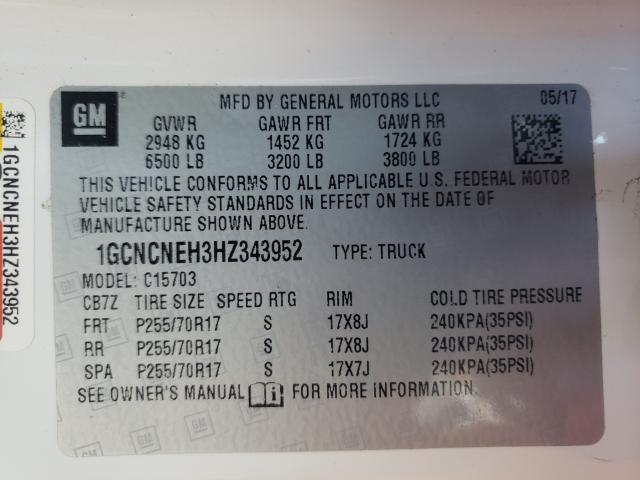 GM
MFD BY GENERAL MOTORS LLC 05/17
GVWR GAWR FRT GAWR RR
2948 KG 1452 KG 1724 KG
6500 LB 3200 LB 3800 LB
THIS VEHICLE CONFORMS TO ALL APPLICABLE U.S. FEDERAL MOTOR
VEHICLE SAFETY STANDARDS IN EFFECT ON THE DATE OF
MANUFACTURE SHOWN ABOVE.
1GCNCNEH3HZ343952 TYPE: TRUCK
MODEL: C15703
CB7Z TIRE SIZE SPEED RTG RIM COLD TIRE PRESSURE
FRT P255/70R17 S 17X8J 240KPA(35PSI)
RR P255/70R17 S 17X8J 240KPA(35PSI)
SPA P255/70R17 S 17X7J 240KPA(35PSI)
SEE OWNER'S MANUAL FOR MORE INFORMATION.
1GCNCNEH3HZ343952